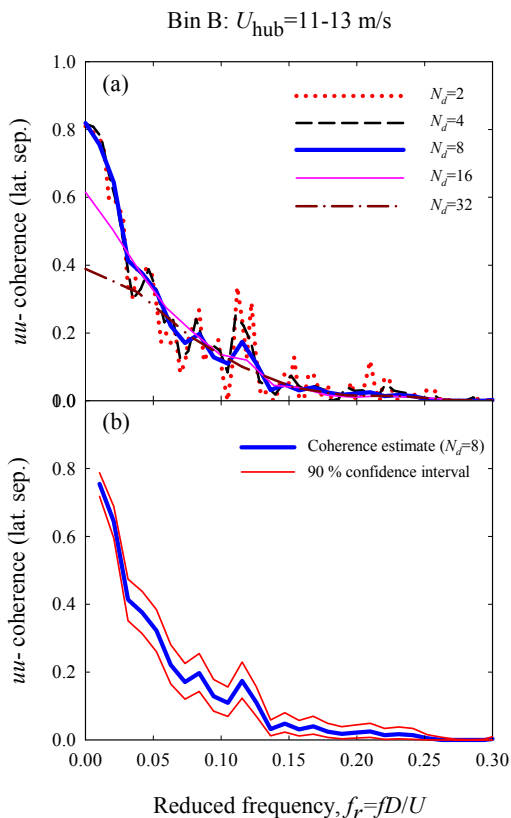 Bin B: U_hub=11-13 m/s
(a)
1.0
0.8
0.6
0.4
0.2
0.0
uu- coherence (lat. sep.)
N_d=2
N_d=4
N_d=8
N_d=16
N_d=32
(b)
Coherence estimate (N_d=8)
90 % confidence interval
0.8
0.6
0.4
0.2
0.0
uu- coherence (lat. sep.)
0.00 0.05 0.10 0.15 0.20 0.25 0.30
Reduced frequency, f_r=fD/U